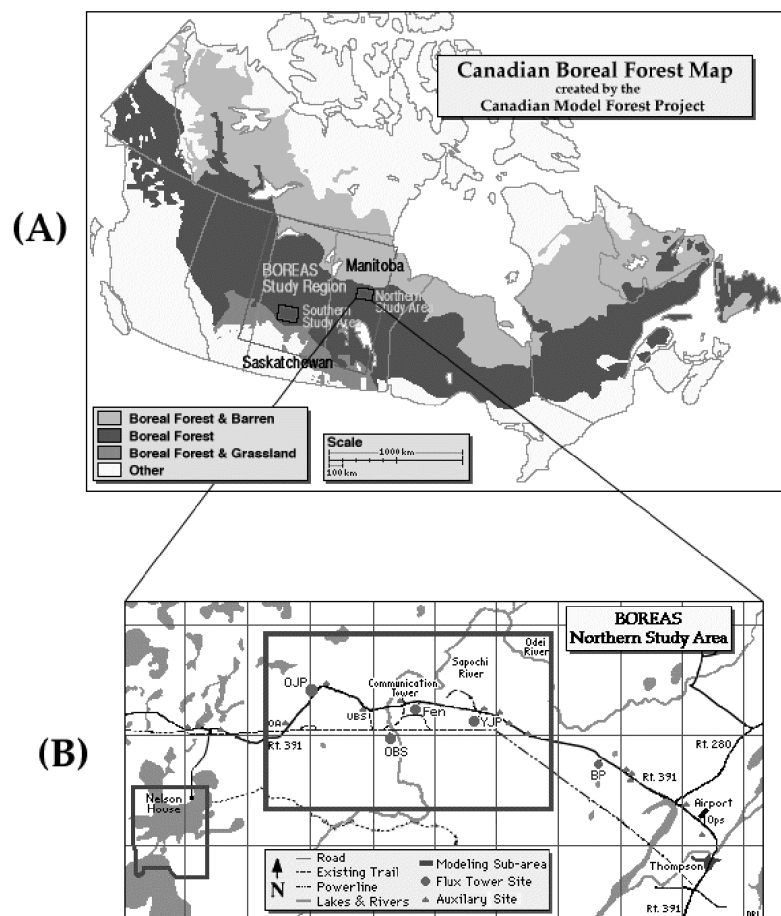 (A)
Canadian Boreal Forest Map
created by the
Canadian Model Forest Project
BOREAS
Study Region
Manitoba
Northern
Study Area
Southern
Study Area
Saskatchewan
Boreal Forest & Barren
Boreal Forest
Boreal Forest & Grassland
Other
Scale
1000 km
100 km
(B)
BOREAS
Northern Study Area
Odei
River
Sapochi
River
Communication
Tower
OJP
Fen
UBS
YJP
OA
OBS
Rt. 391
Rt. 280
BP
Rt. 391
Nelson
House
Airport
Ops
Thompson
N
Road
Existing Trail
Powerline
Lakes & Rivers
Modeling Sub-area
Flux Tower Site
Auxilary Site
Rt. 391